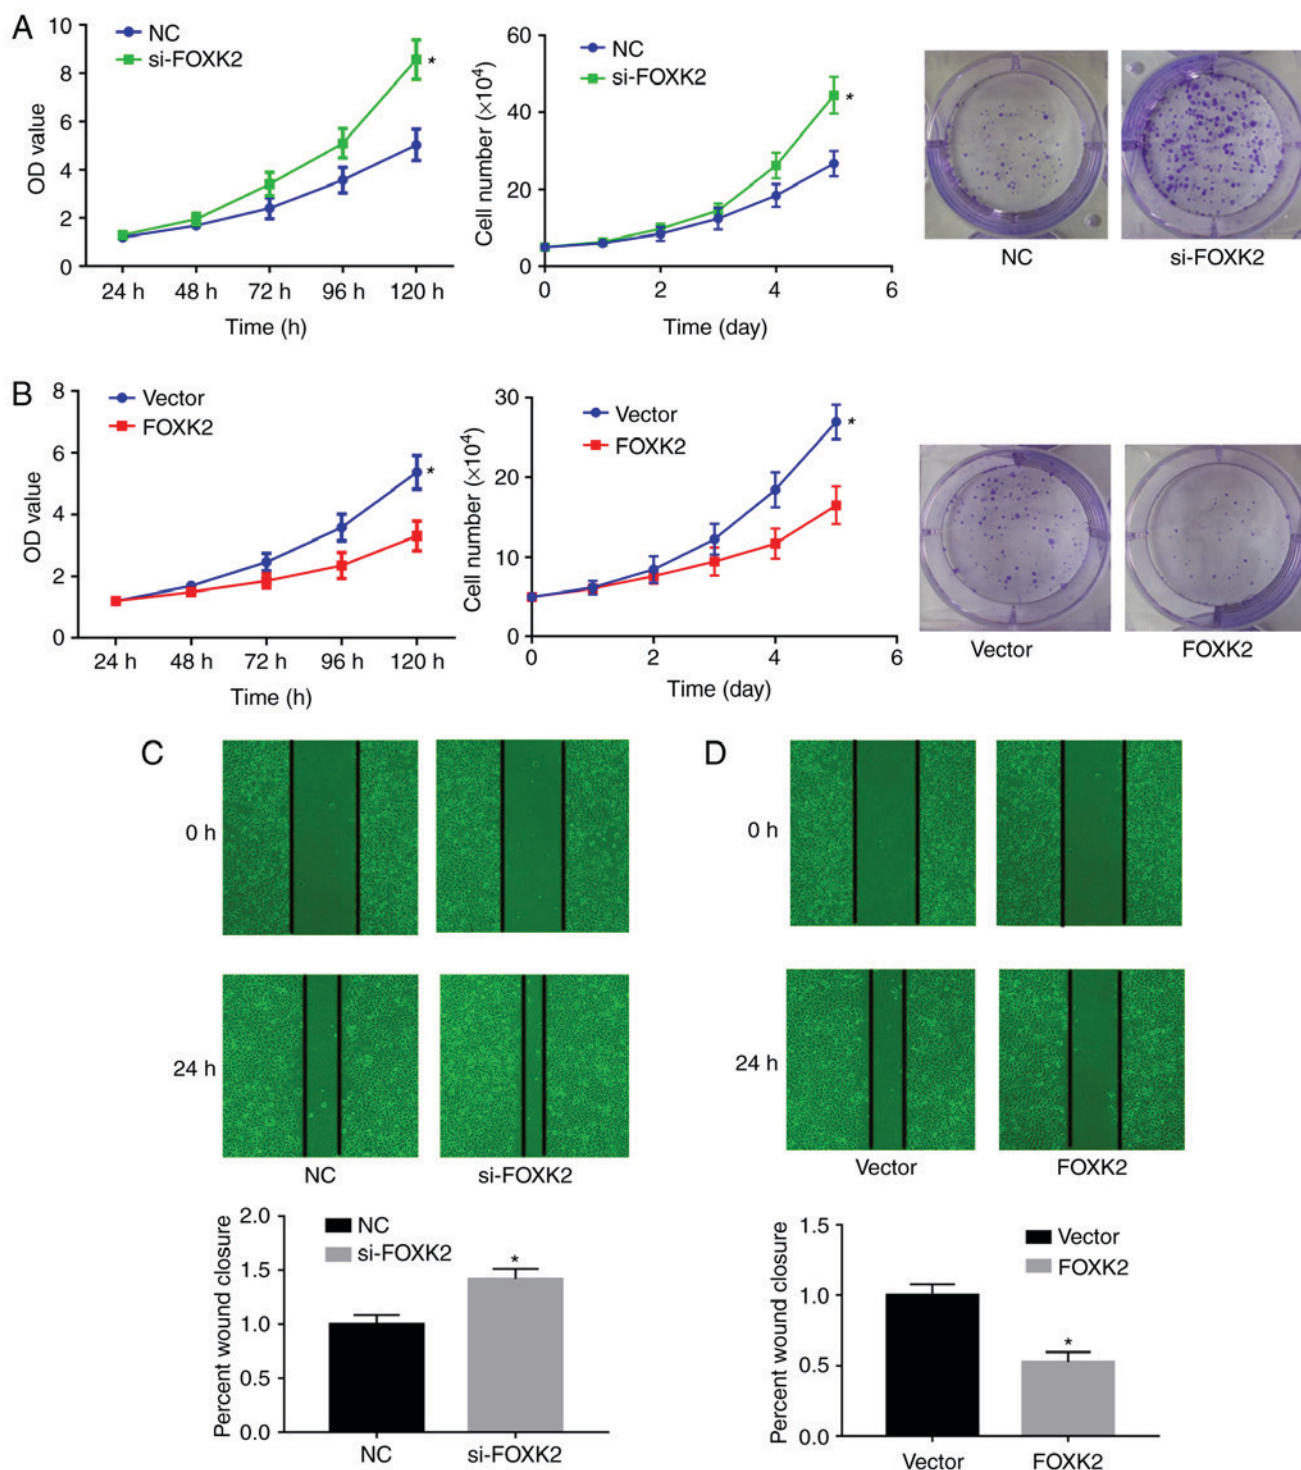 A
NC
si-FOXK2
OD value
10
8
6
4
2
0
*
24 h 48 h 72 h 96 h 120 h
Time (h)
NC
si-FOXK2
Cell number (×10⁴)
60
40
20
0
*
0 2 4 6
Time (day)
NC
si-FOXK2
B
Vector
FOXK2
OD value
8
6
4
2
0
*
24 h 48 h 72 h 96 h 120 h
Time (h)
Vector
FOXK2
Cell number (×10⁴)
30
20
10
0
*
0 2 4 6
Time (day)
Vector
FOXK2
C
0 h
24 h
NC
si-FOXK2
NC
si-FOXK2
Percent wound closure
2.0
1.5
1.0
0.5
0.0
*
NC
si-FOXK2
D
0 h
24 h
Vector
FOXK2
Vector
FOXK2
Percent wound closure
1.5
1.0
0.5
0.0
*
Vector
FOXK2